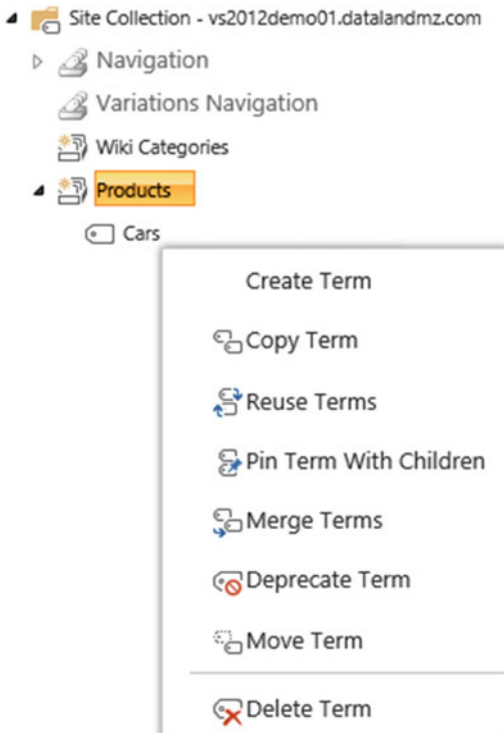 Site Collection - vs2012demo01.datalandmz.com
Navigation
Variations Navigation
Wiki Categories
Products
Cars
Create Term
Copy Term
Reuse Terms
Pin Term With Children
Merge Terms
Deprecate Term
Move Term
Delete Term